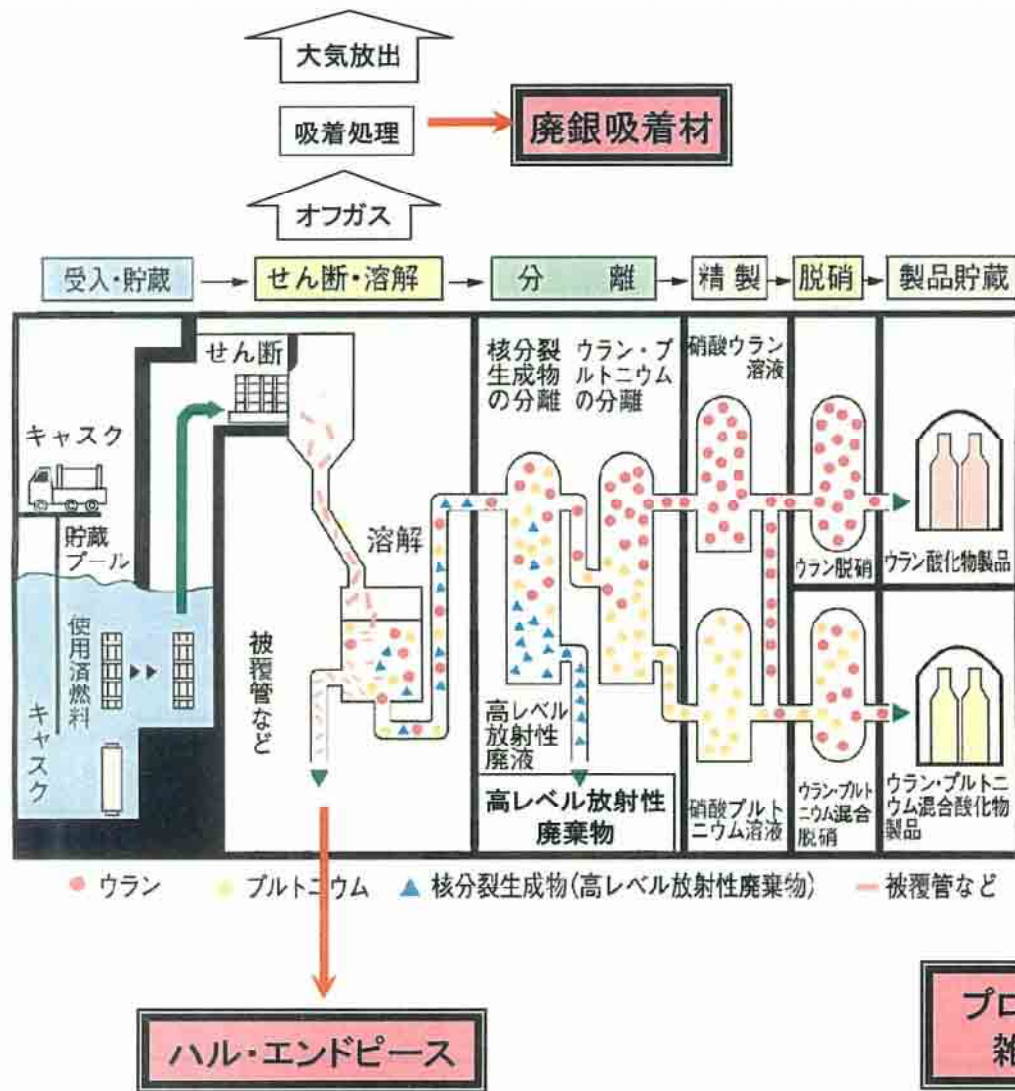 大気放出
吸着処理
廃銀吸着材
オフガス
受入・貯蔵
せん断・溶解
分離
精製
脱硝
製品貯蔵
せん断
核分裂
生成物
の分離
ウラン・プ
ルトニウム
の分離
硝酸ウラン
溶液
キャスク
貯蔵
プール
溶解
ウラン脱硝
ウラン酸化物製品
使用済燃料
キャスク
被覆管など
高レベル
放射性
廃液
高レベル放射性
廃棄物
硝酸プルト
ニウム溶液
ウラン・プルト
ニウム混合
脱硝
ウラン・プルトニ
ウム混合酸化物
製品
ウラン
プルトニウム
核分裂生成物(高レベル放射性廃棄物)
被覆管など
ハル・エンドピース
プロ
雑